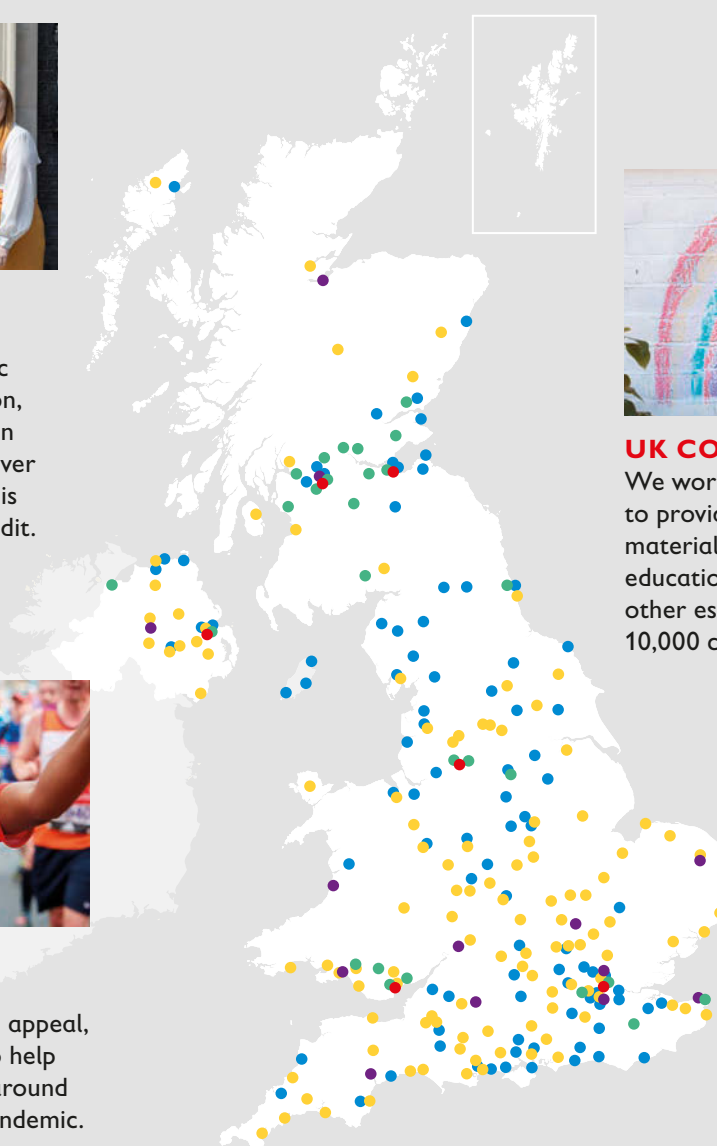 c
on,
n
ver
is
dit.
UK CO
We wor
to provid
material
educatio
other es
10,000 c
appeal,
help
around
ndemic.